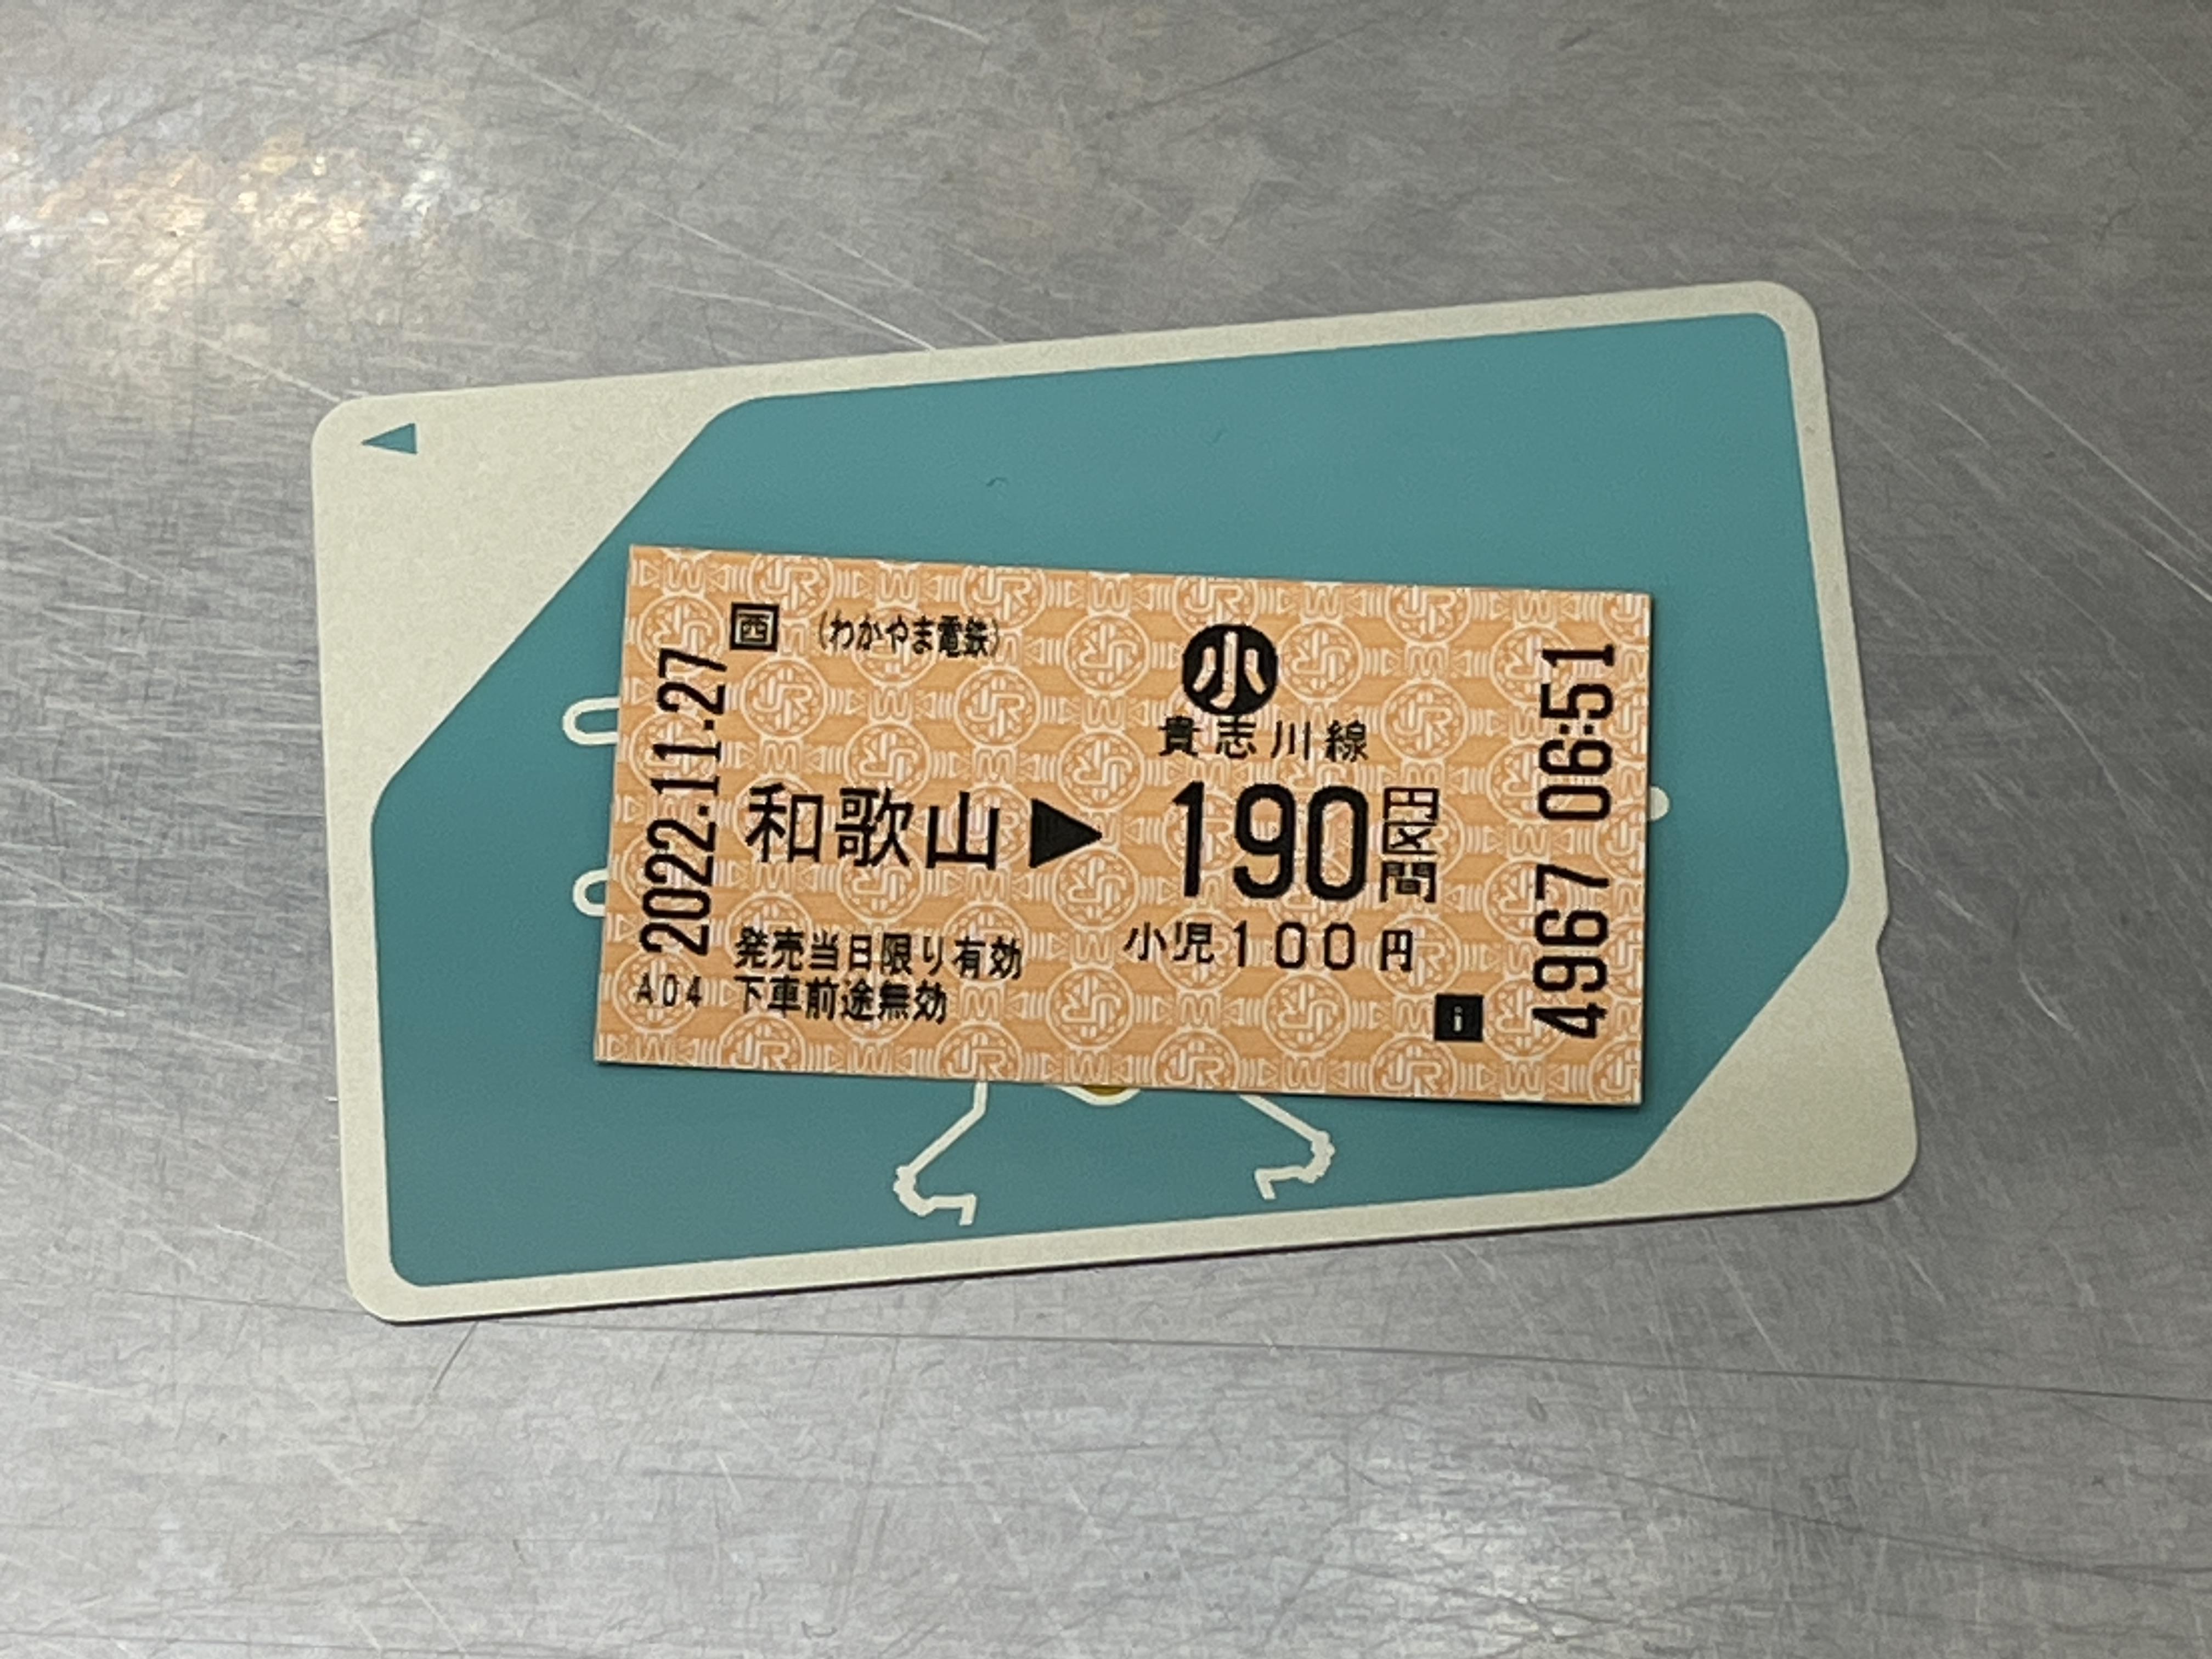 西 (わかやま電鉄)
小
貴志川線
和歌山▶190円区間
小児100円
発売当日限り有効
下車前途無効
2022.11.27
A04
4967 06:51
i